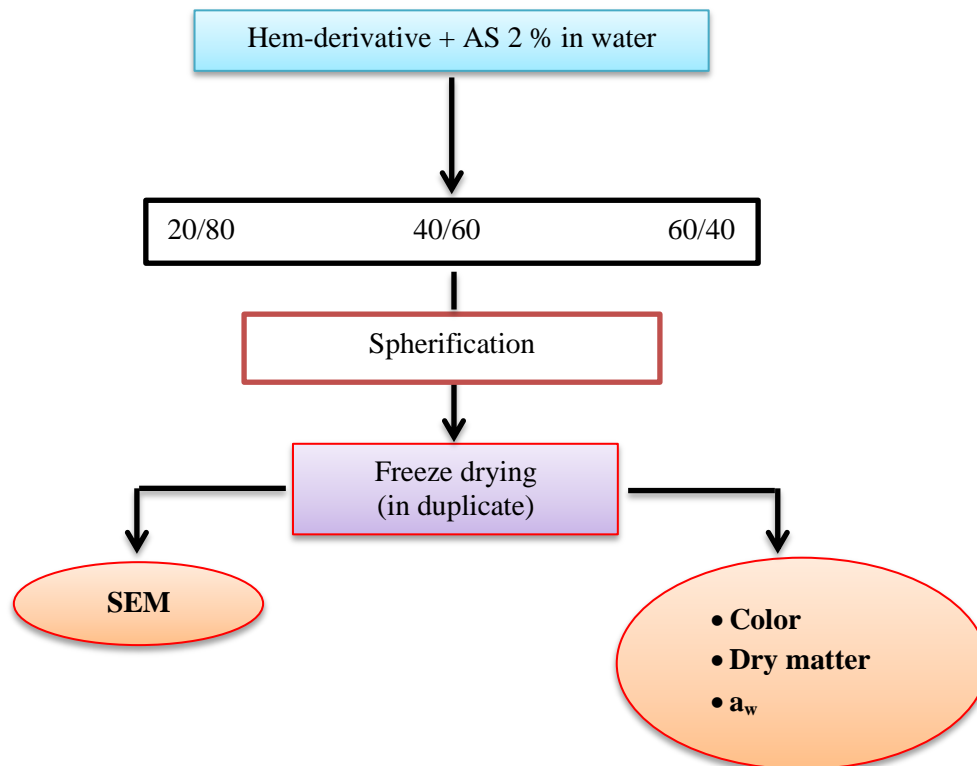 Hem-derivative + AS 2 % in water
20/80 40/60 60/40
Spherification
Freeze drying
(in duplicate)
SEM
• Color
• Dry matter
• a_w